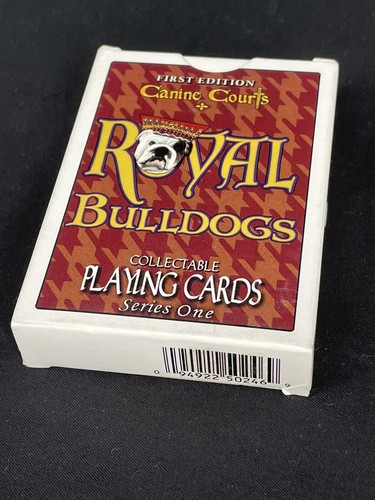 FIRST EDITION
Canine Courts
ROYAL
BULLDOGS
COLLECTABLE
PLAYING CARDS
Series One
0 94922 50246 9